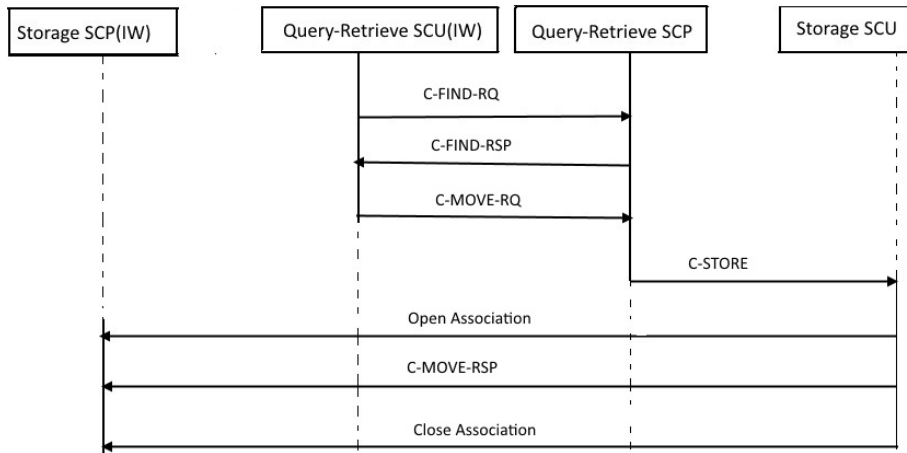 Storage SCP(IW)
Query-Retrieve SCU(IW)
Query-Retrieve SCP
Storage SCU
C-FIND-RQ
C-FIND-RSP
C-MOVE-RQ
C-STORE
Open Association
C-MOVE-RSP
Close Association